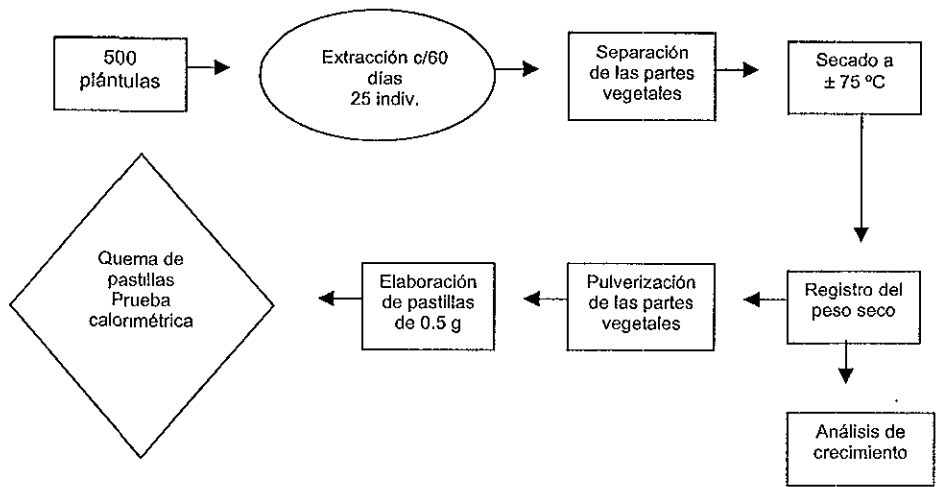 500
plántulas
Extracción c/60
días
25 indiv.
Separación
de las partes
vegetales
Secado a
± 75 ºC
Registro del
peso seco
Pulverización
de las partes
vegetales
Elaboración
de pastillas
de 0.5 g
Quema de
pastillas
Prueba
calorimétrica
Análisis de
crecimiento